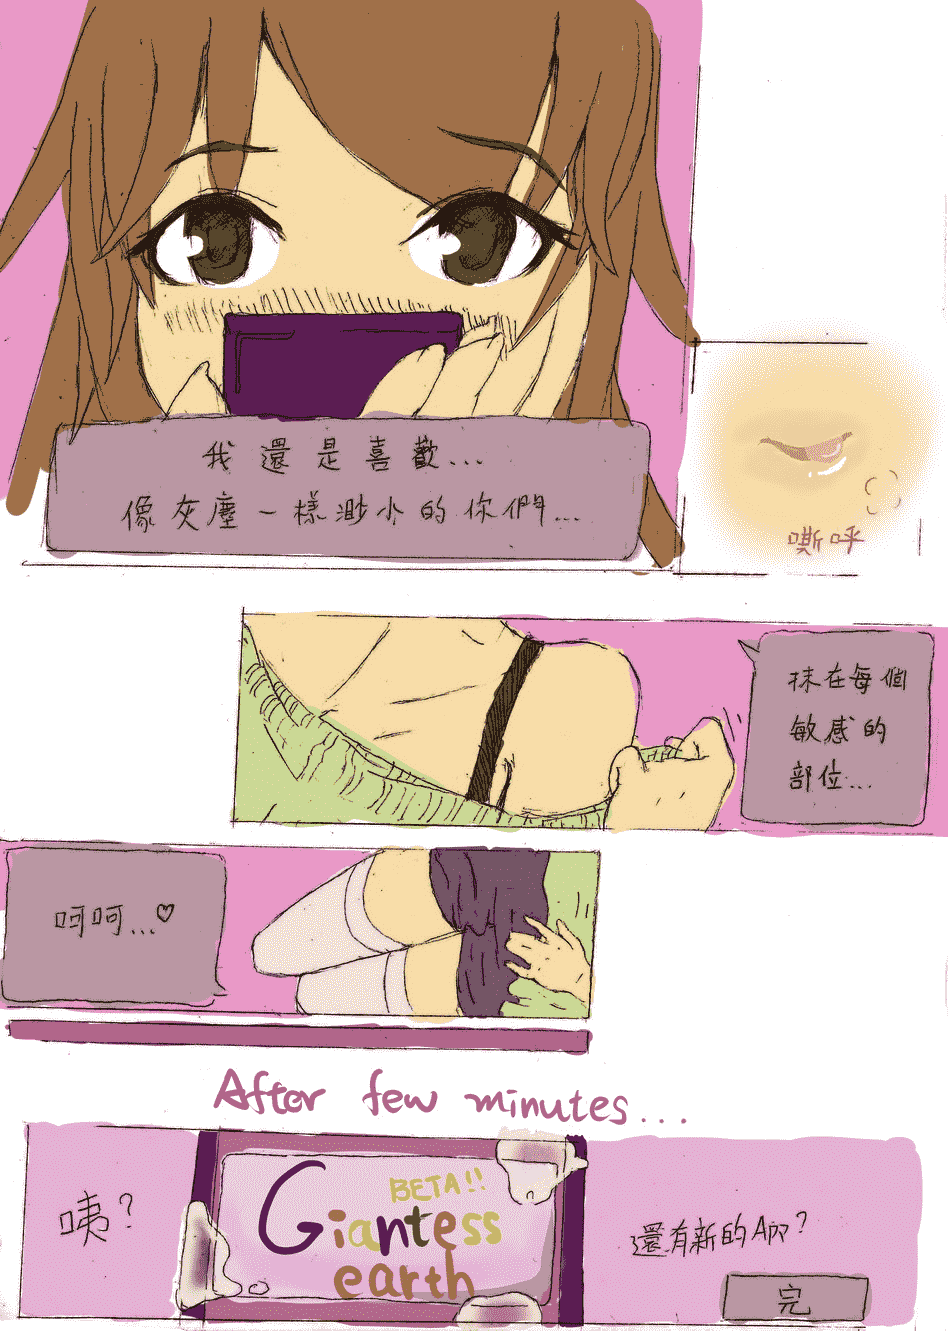 我還是喜歡...
像灰塵一樣渺小的你們...
嘶呼
抹在每個
敏感的
部位...
呵呵...♡
After few minutes...
咦?
BETA!!
Giantess
earth
還有新的App?
完